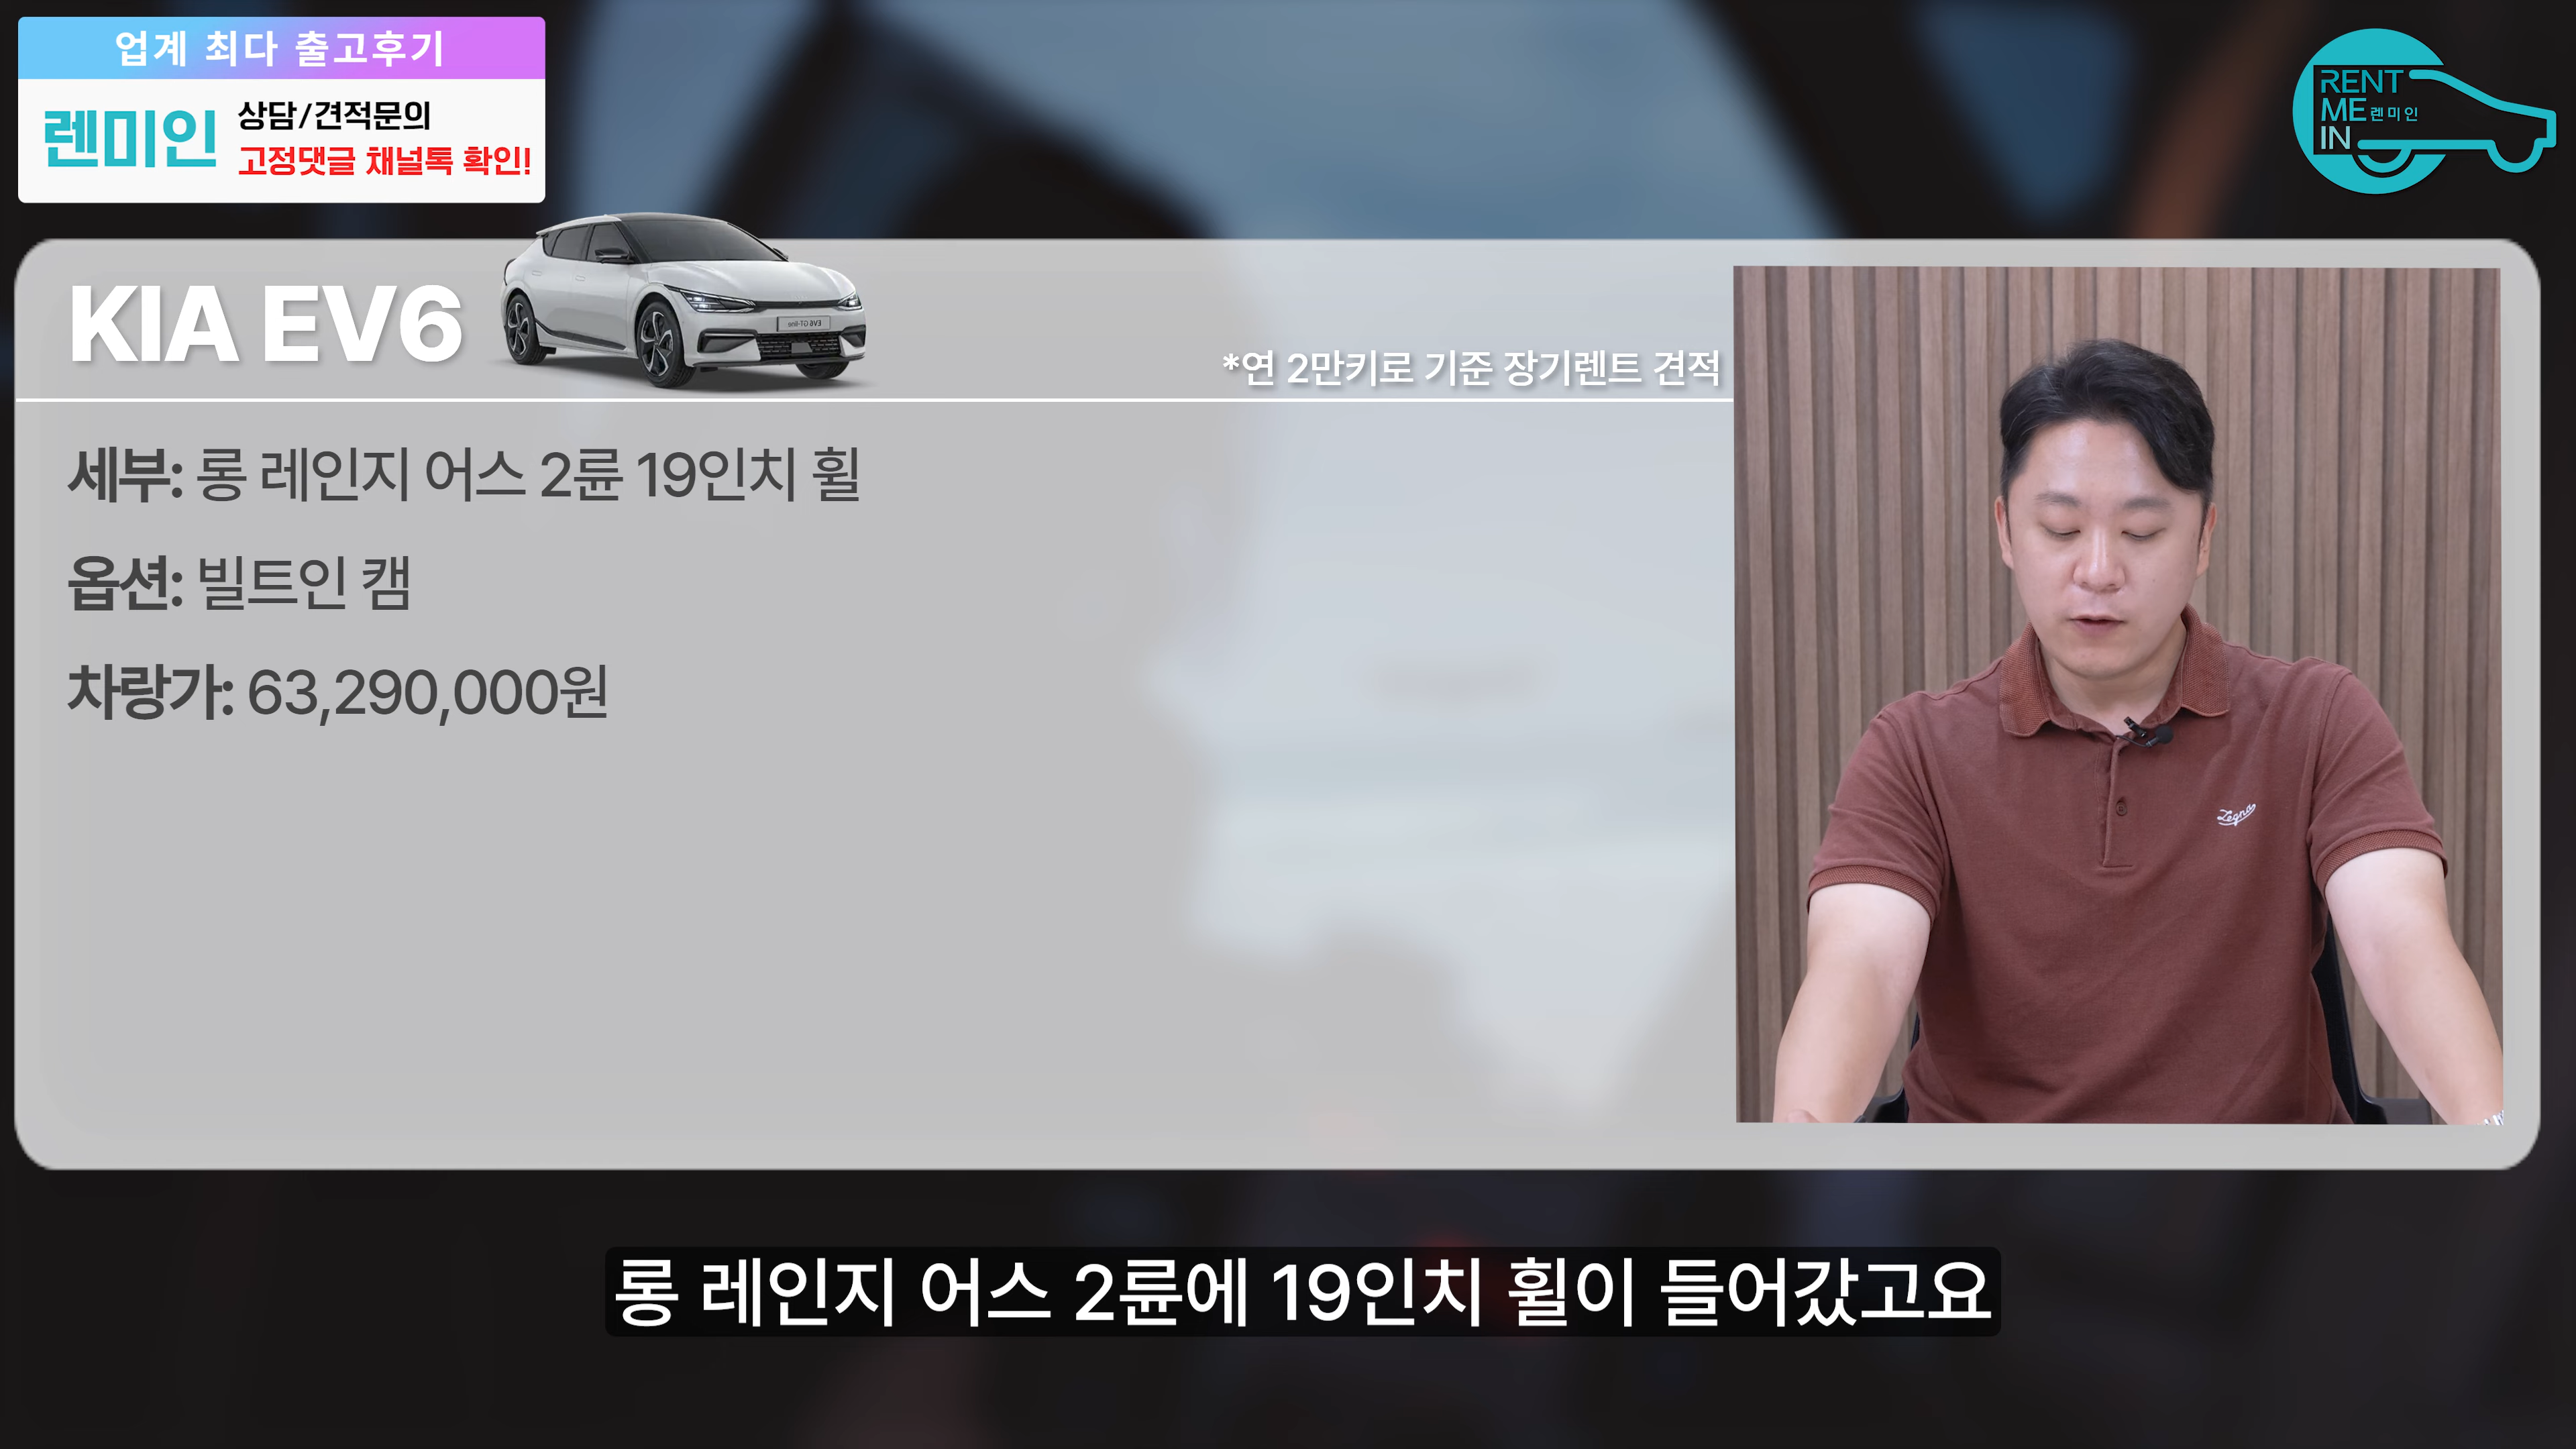 업계 최다 출고후기
렌미인
상담/견적문의
고정댓글 채널톡 확인!
RENT
ME렌미인
IN
KIA EV6
*연 2만키로 기준 장기렌트 견적
세부: 롱 레인지 어스 2륜 19인치 휠
옵션: 빌트인 캠
차량가: 63,290,000원
Zegna
롱 레인지 어스 2륜에 19인치 휠이 들어갔고요